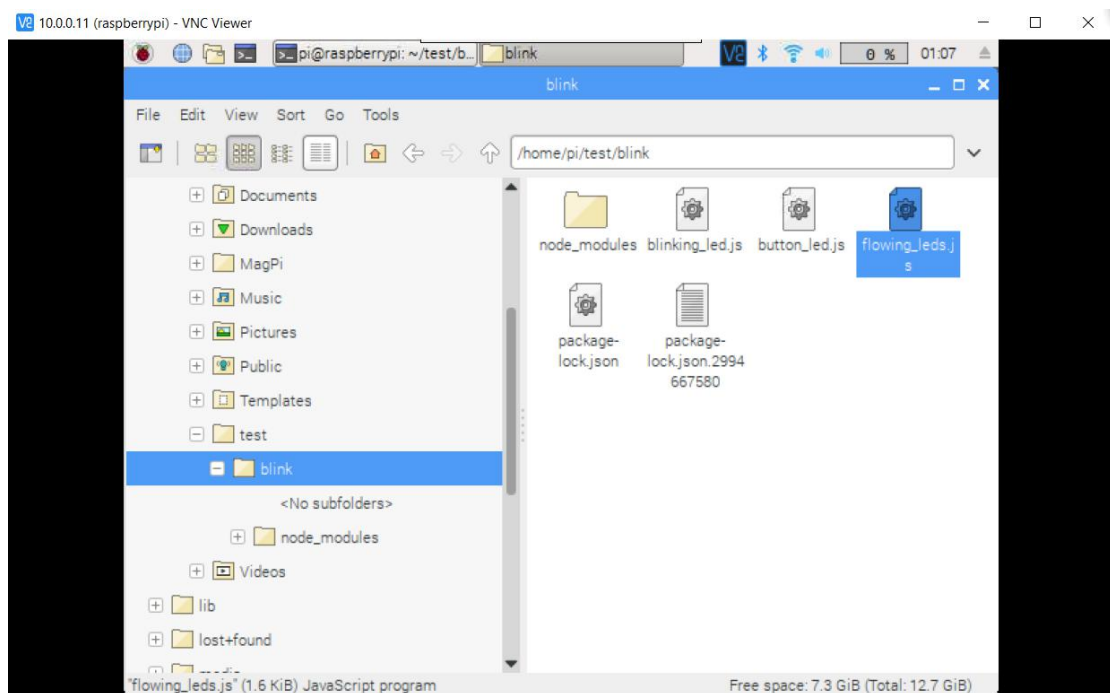 10.0.0.11 (raspberrypi) - VNC Viewer
pi@raspberrypi: ~/test/b...
blink
0 %
01:07
blink
File Edit View Sort Go Tools
/home/pi/test/blink
Documents
Downloads
MagPi
Music
Pictures
Public
Templates
test
blink
<No subfolders>
node_modules
Videos
lib
lost+found
node_modules blinking_led.js button_led.js flowing_leds.j
s
package-
lock.json
package-
lock.json.2994
667580
"flowing_leds.js" (1.6 KiB) JavaScript program
Free space: 7.3 GiB (Total: 12.7 GiB)